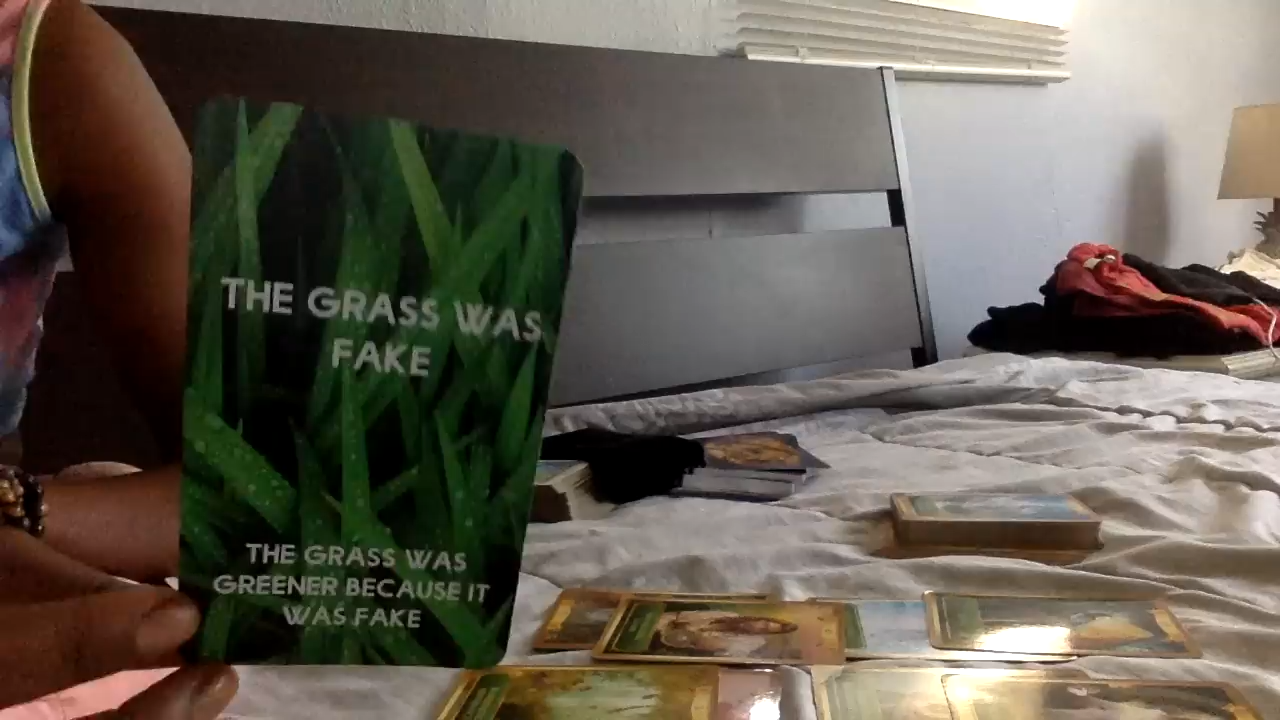 THE GRASS WAS
FAKE
THE GRASS WAS
GREENER BECAUSE IT
WAS FAKE